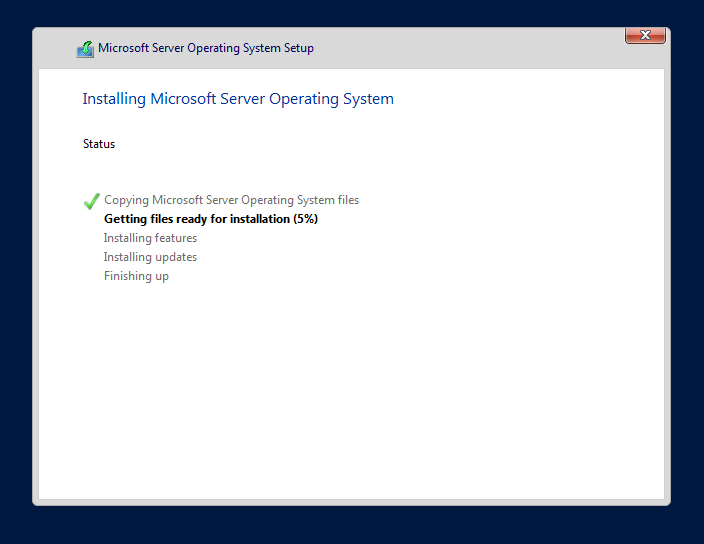 Microsoft Server Operating System Setup
Installing Microsoft Server Operating System
Status
Copying Microsoft Server Operating System files
Getting files ready for installation (5%)
Installing features
Installing updates
Finishing up